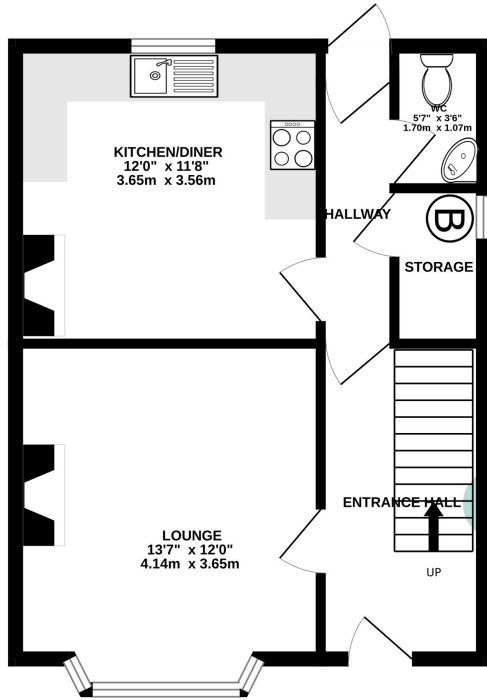 WC
5'7" x 3'6"
1.70m x 1.07m
KITCHEN/DINER
12'0" x 11'8"
3.65m x 3.56m
HALLWAY
B
STORAGE
ENTRANCE HALL
LOUNGE
13'7" x 12'0"
4.14m x 3.65m
UP